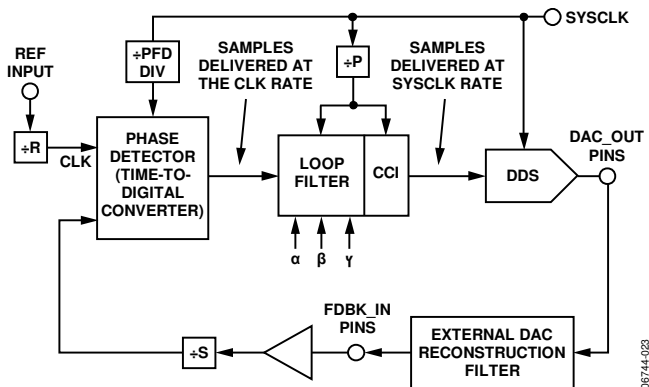 SYSCLK
REF
INPUT
÷PFD
DIV
÷P
SAMPLES
DELIVERED AT
THE CLK RATE
SAMPLES
DELIVERED AT
SYSCLK RATE
÷R
CLK
PHASE
DETECTOR
(TIME-TO-
DIGITAL
CONVERTER)
LOOP
FILTER
CCI
DDS
DAC_OUT
PINS
α
β
γ
÷S
FDBK_IN
PINS
EXTERNAL DAC
RECONSTRUCTION
FILTER
06744-023